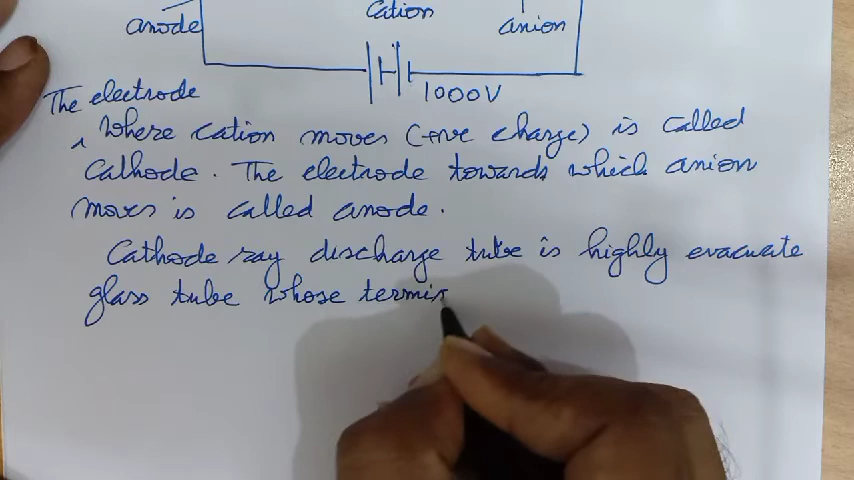 Cation
anode
anion
1000V
The electrode
where cation moves (+ve charge) is called
Cathode. The electrode towards which anion
moves is called anode.
Cathode ray discharge tube is highly evacuate
glass tube whose termin